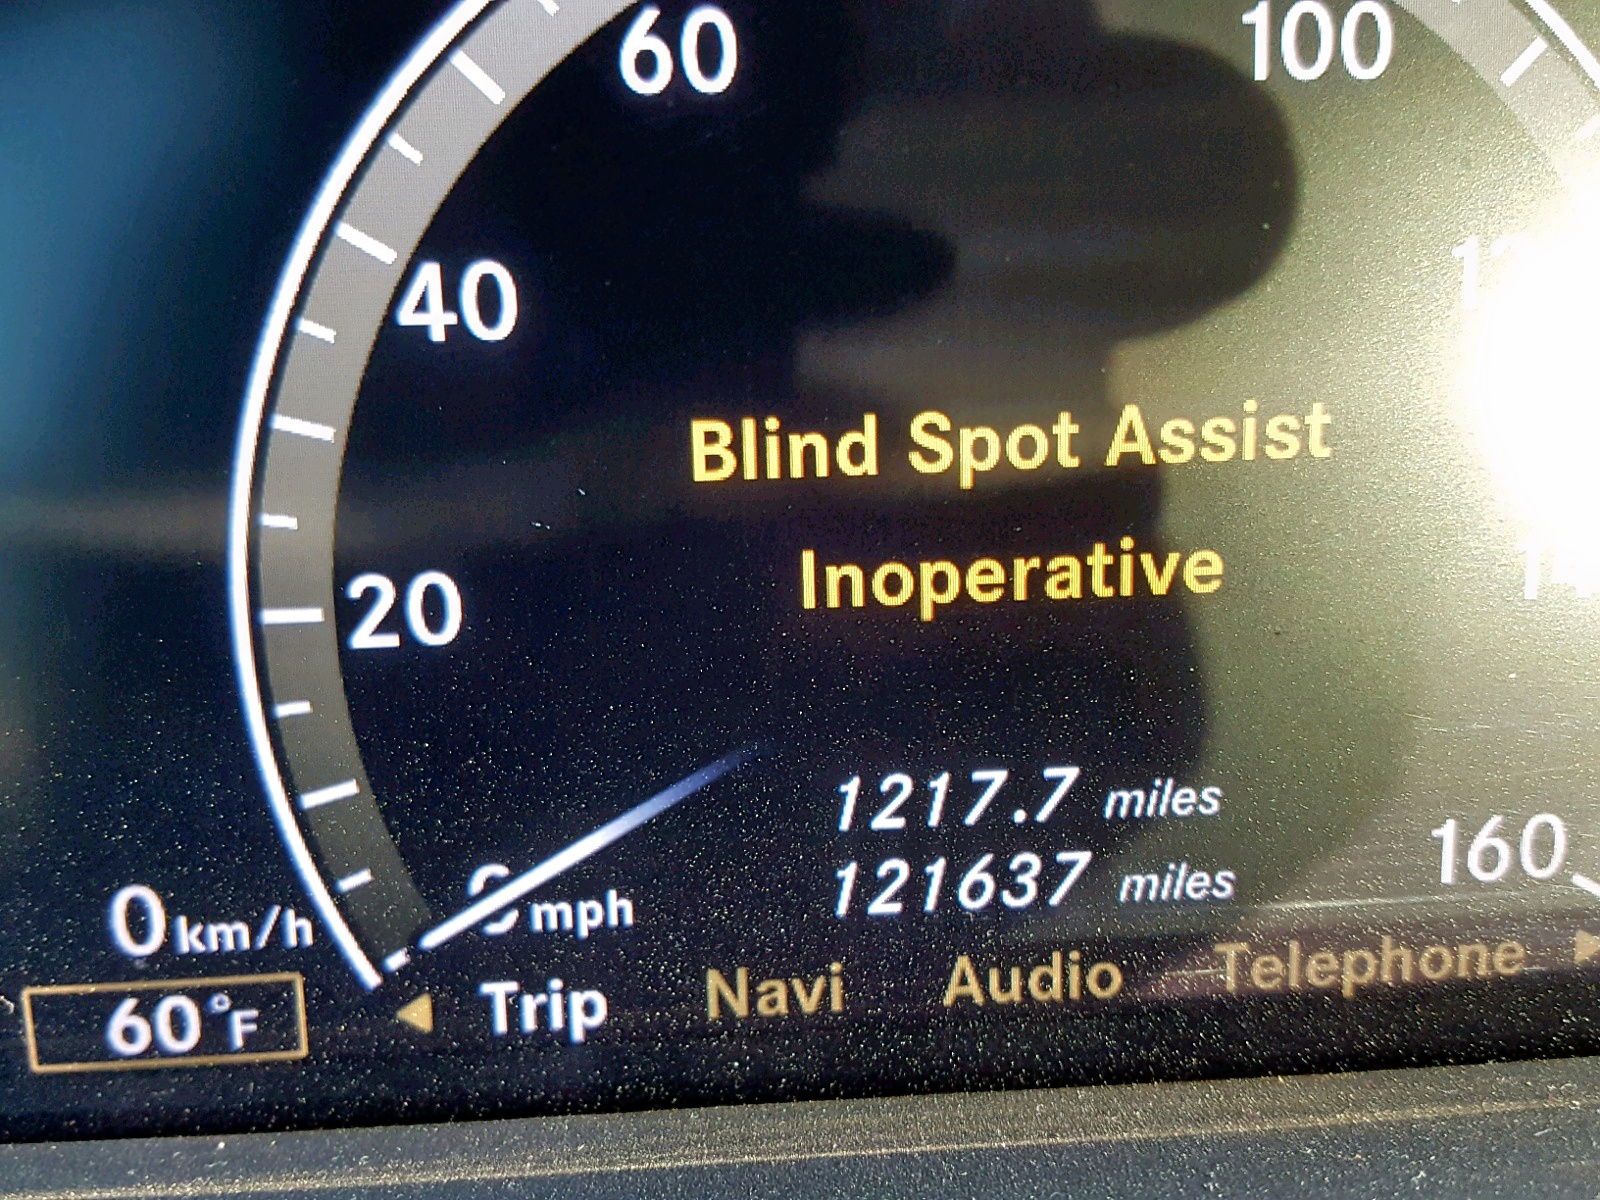 60
100
40
Blind Spot Assist
Inoperative
20
1217.7 miles
121637 miles
160
0 km/h
mph
60°F
Trip Navi Audio Telephone